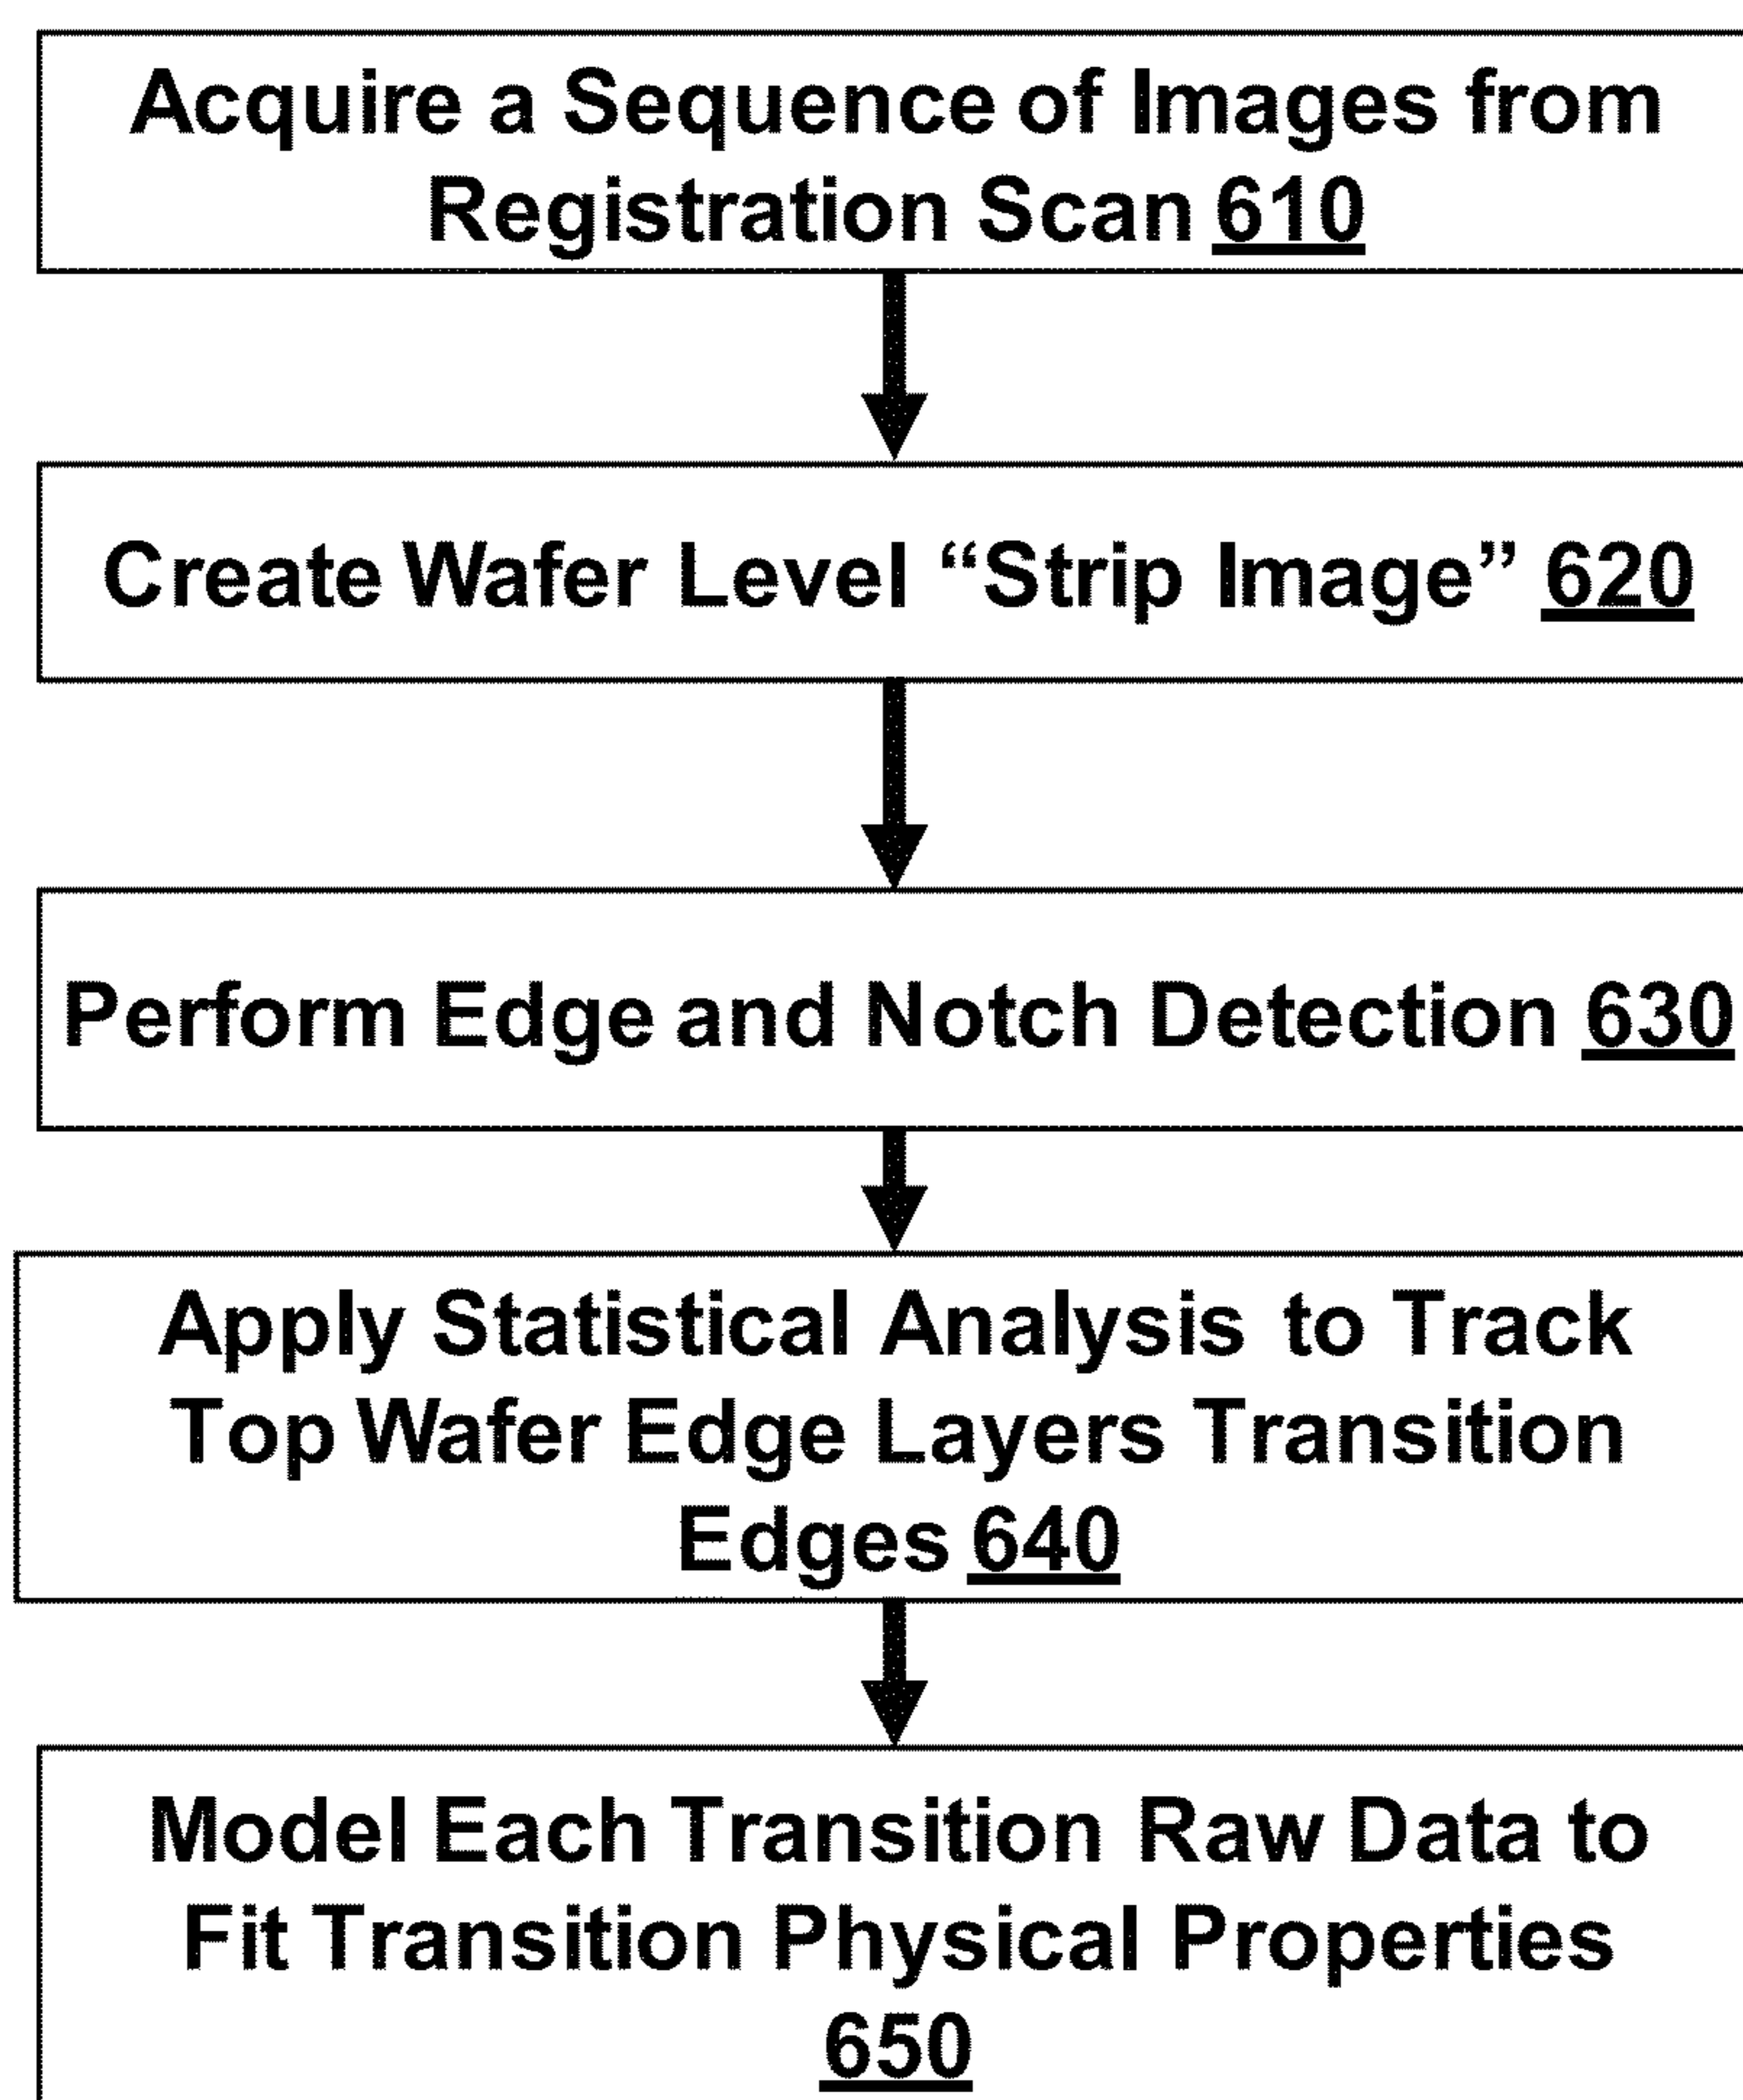 Acquire a Sequence of Images from
Registration Scan 610
Create Wafer Level “Strip Image” 620
Perform Edge and Notch Detection 630
Apply Statistical Analysis to Track
Top Wafer Edge Layers Transition
Edges 640
Model Each Transition Raw Data to
Fit Transition Physical Properties
650